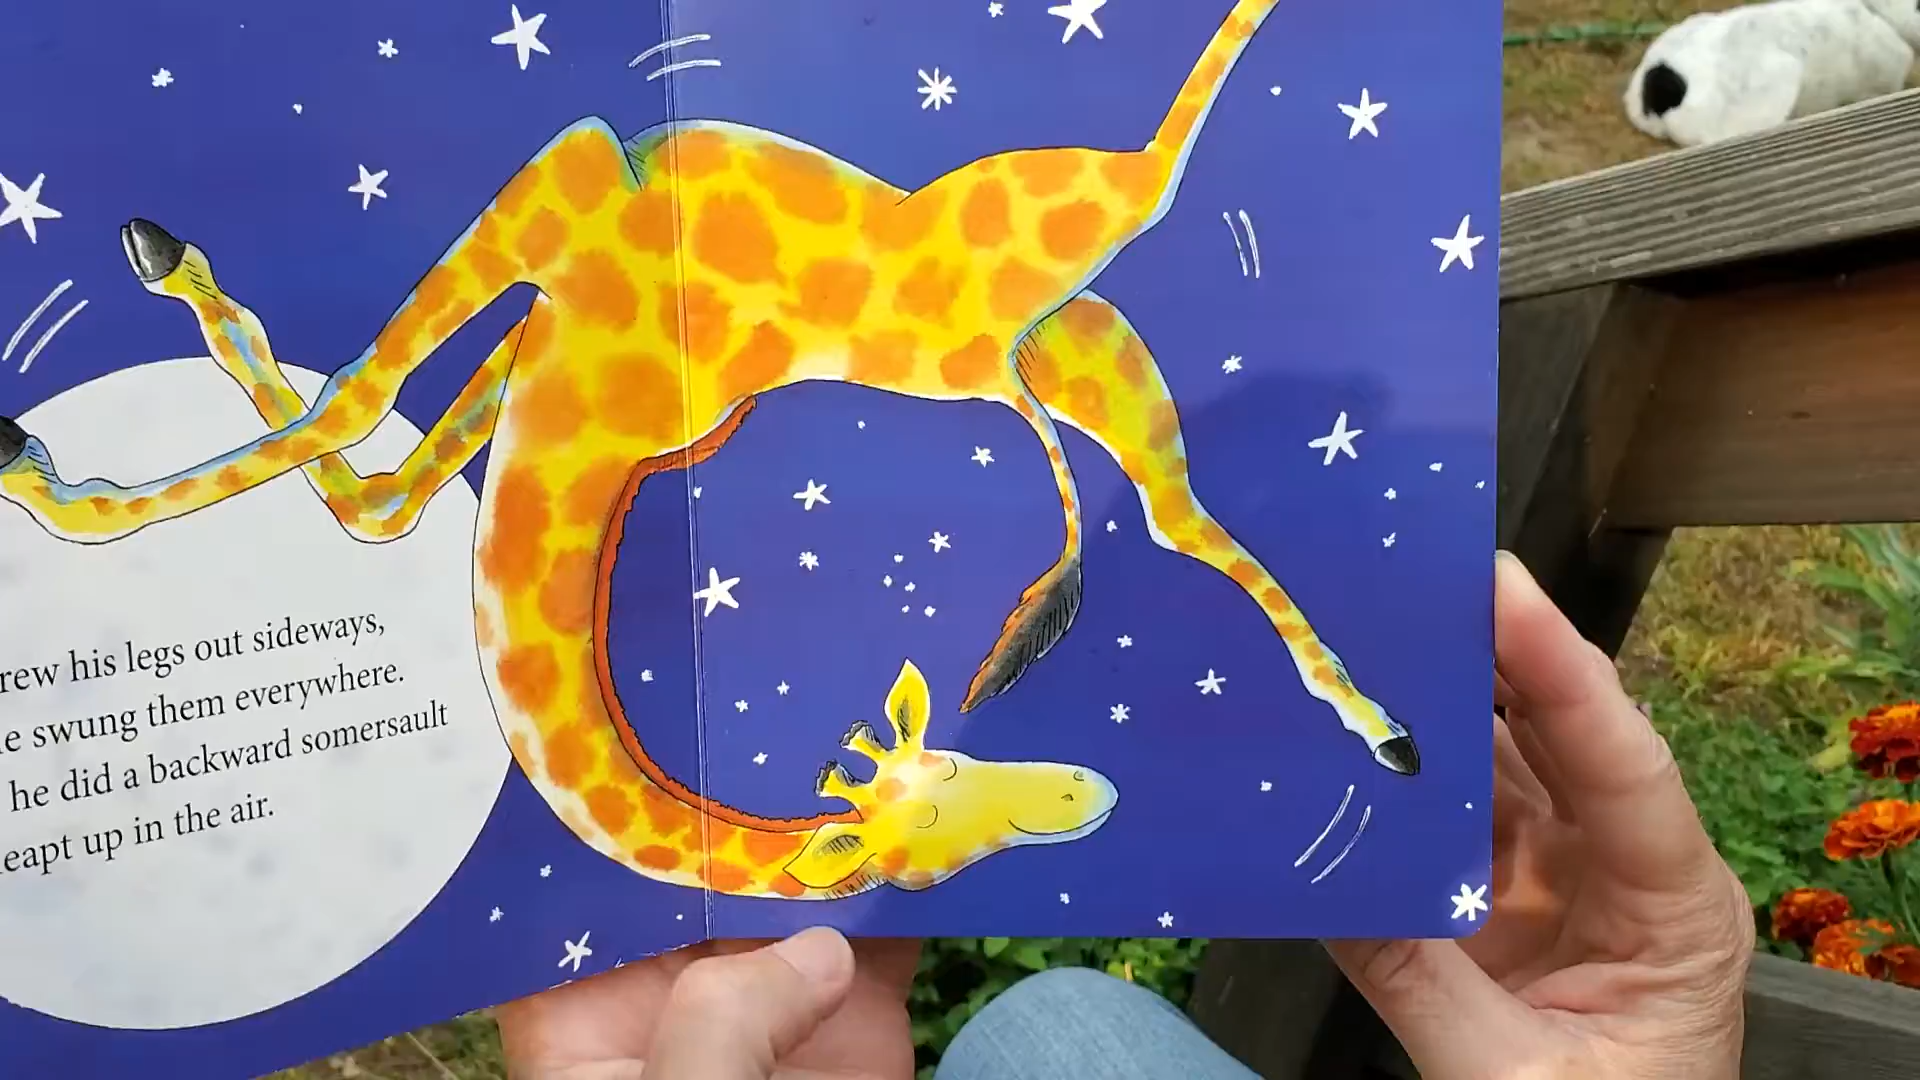 rew his legs out sideways,
e swung them everywhere.
he did a backward somersault
eapt up in the air.